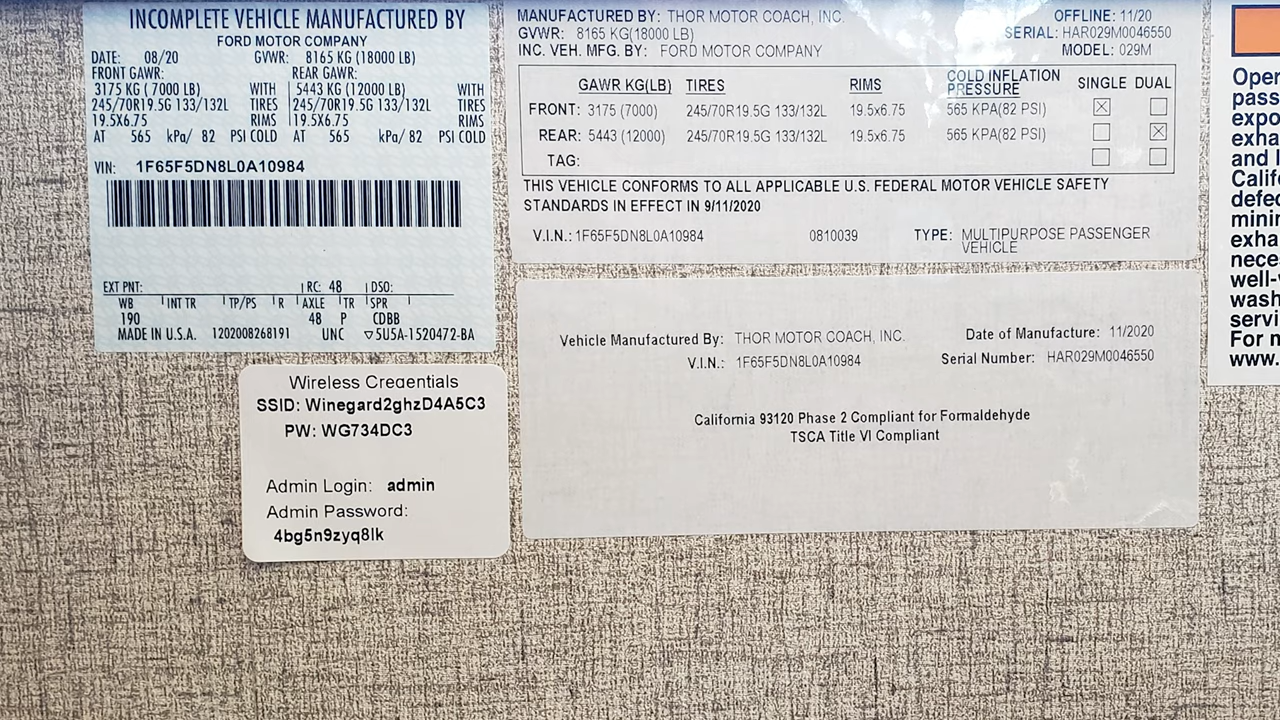 INCOMPLETE VEHICLE MANUFACTURED BY
FORD MOTOR COMPANY
DATE: 08/20 GVWR: 8165 KG (18000 LB)
FRONT GAWR: REAR GAWR:
3175 KG ( 7000 LB) WITH 5443 KG (12000 LB) WITH
245/70R19.5G 133/132L TIRES 245/70R19.5G 133/132L TIRES
19.5X6.75 RIMS 19.5X6.75 RIMS
AT 565 kPa/ 82 PSI COLD AT 565 kPa/ 82 PSI COLD
VIN: 1F65F5DN8L0A10984
EXT PNT: RC: 48 DSO:
WB INT TR TP/PS R AXLE TR SPR
190 48 P CDBB
MADE IN U.S.A. 1202008268191 UNC ▽5U5A-1520472-BA
Wireless Credentials
SSID: Winegard2ghzD4A5C3
PW: WG734DC3
Admin Login: admin
Admin Password:
4bg5n9zyq8lk
MANUFACTURED BY: THOR MOTOR COACH, INC OFFLINE: 11/20
GVWR: 8165 KG(18000 LB) SERIAL: HAR029M0046550
INC. VEH. MFG. BY: FORD MOTOR COMPANY MODEL: 029M
GAWR KG(LB) TIRES RIMS COLD INFLATION PRESSURE SINGLE DUAL
FRONT: 3175 (7000) 245/70R19.5G 133/132L 19.5x6.75 565 KPA(82 PSI) ☒ ☐
REAR: 5443 (12000) 245/70R19.5G 133/132L 19.5x6.75 565 KPA(82 PSI) ☐ ☒
TAG: ☐ ☐
THIS VEHICLE CONFORMS TO ALL APPLICABLE U.S. FEDERAL MOTOR VEHICLE SAFETY
STANDARDS IN EFFECT IN 9/11/2020
V.I.N.: 1F65F5DN8L0A10984 0810039 TYPE: MULTIPURPOSE PASSENGER
VEHICLE
Vehicle Manufactured By: THOR MOTOR COACH, INC. Date of Manufacture: 11/2020
V.I.N.: 1F65F5DN8L0A10984 Serial Number: HAR029M0046550
California 93120 Phase 2 Compliant for Formaldehyde
TSCA Title VI Compliant
Oper
pass
expo
exha
and l
Calif
defec
minin
exha
nece
well-v
wash
servi
For n
www.